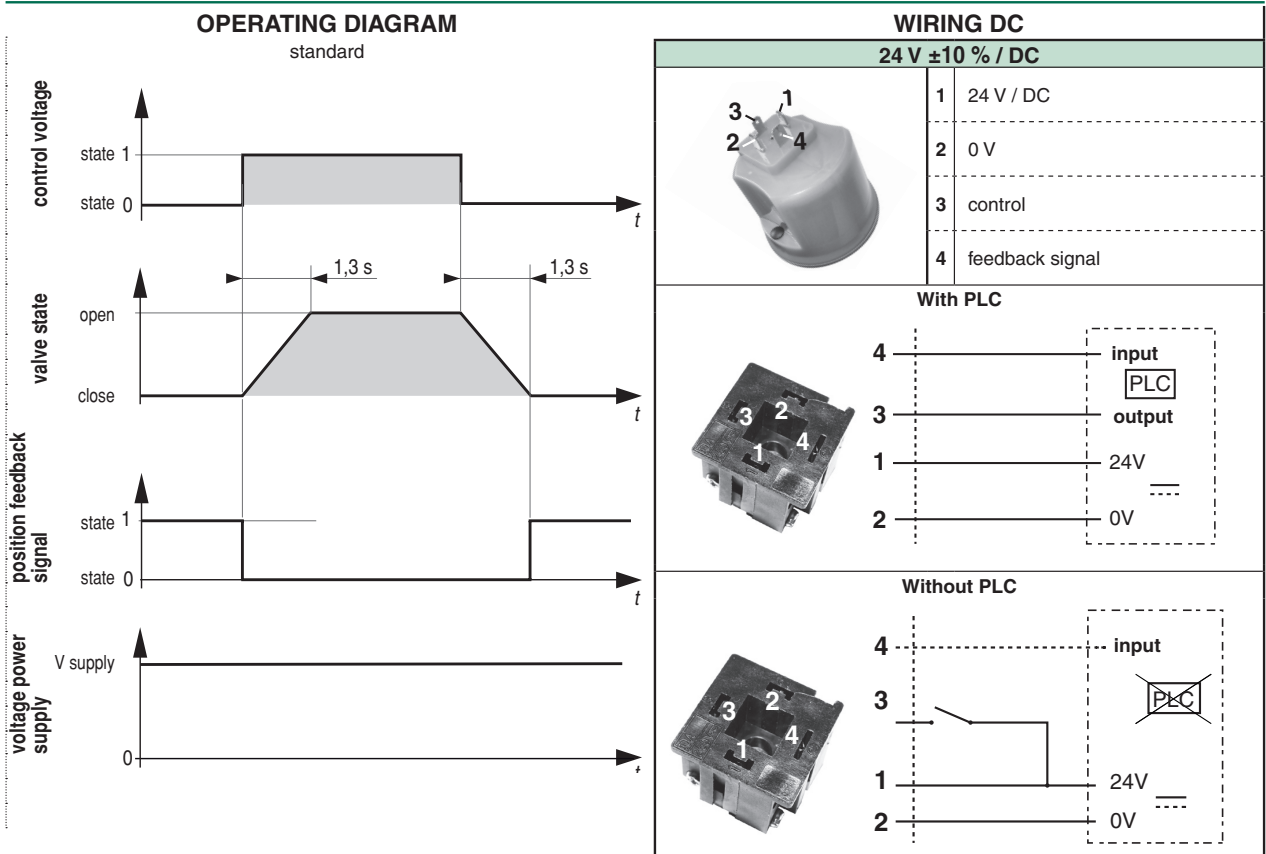 OPERATING DIAGRAM
standard
control voltage
state 1
state 0
t
1,3 s
1,3 s
valve state
open
close
t
position feedback
signal
state 1
state 0
t
voltage power
supply
V supply
0
t
WIRING DC
24 V ±10 % / DC
3 1
2 4
1 24 V / DC
2 0 V
3 control
4 feedback signal
With PLC
2
3 4
1
4 input
PLC
3 output
1 24V
2 0V
Without PLC
2
3 4
1
4 input
PLC
3
1 24V
2 0V